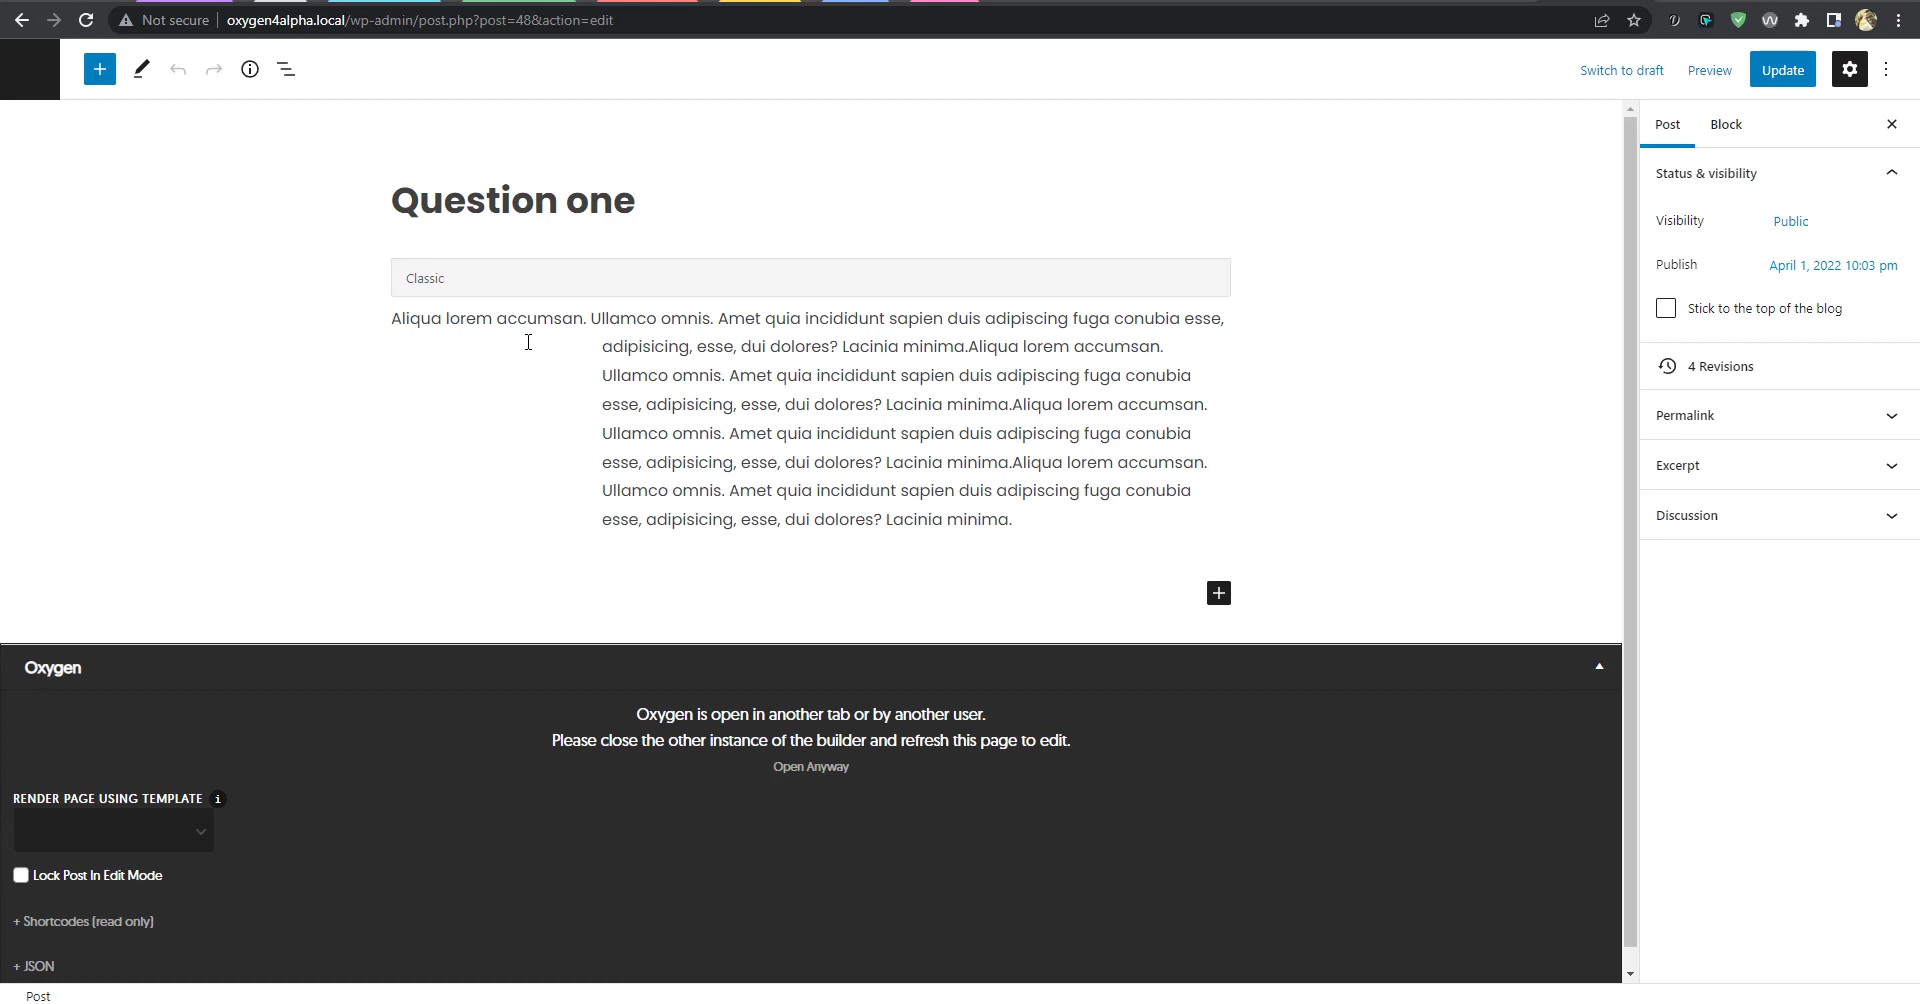 Not secure
oxygen4alpha.local/wp-admin/post.php?post=48&action=edit
Switch to draft
Preview
Update
Post
Block
Question one
Classic
Aliqua lorem accumsan. Ullamco omnis. Amet quia incididunt sapien duis adipiscing fuga conubia esse,
adipisicing, esse, dui dolores? Lacinia minima.Aliqua lorem accumsan.
Ullamco omnis. Amet quia incididunt sapien duis adipiscing fuga conubia
esse, adipisicing, esse, dui dolores? Lacinia minima.Aliqua lorem accumsan.
Ullamco omnis. Amet quia incididunt sapien duis adipiscing fuga conubia
esse, adipisicing, esse, dui dolores? Lacinia minima.Aliqua lorem accumsan.
Ullamco omnis. Amet quia incididunt sapien duis adipiscing fuga conubia
esse, adipisicing, esse, dui dolores? Lacinia minima.
Status & visibility
Visibility
Public
Publish
April 1, 2022 10:03 pm
Stick to the top of the blog
4 Revisions
Permalink
Excerpt
Discussion
Oxygen
Oxygen is open in another tab or by another user.
Please close the other instance of the builder and refresh this page to edit.
Open Anyway
RENDER PAGE USING TEMPLATE i
Lock Post In Edit Mode
+ Shortcodes (read only)
+ JSON
Post